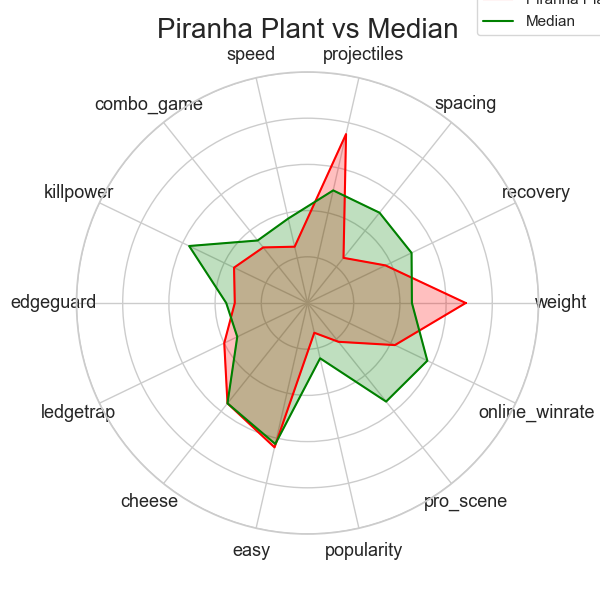 Piranha Plant vs Median
Piranha
Median
speed
projectiles
combo_game
spacing
killpower
recovery
edgeguard
weight
ledgetrap
online_winrate
cheese
pro_scene
easy
popularity